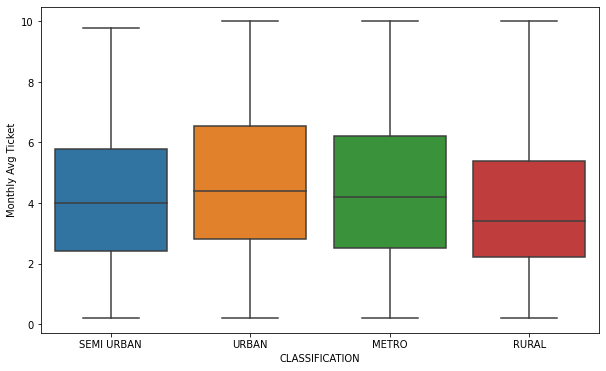 Monthly Avg Ticket
10
8
6
4
2
0
SEMI URBAN
URBAN
METRO
RURAL
CLASSIFICATION